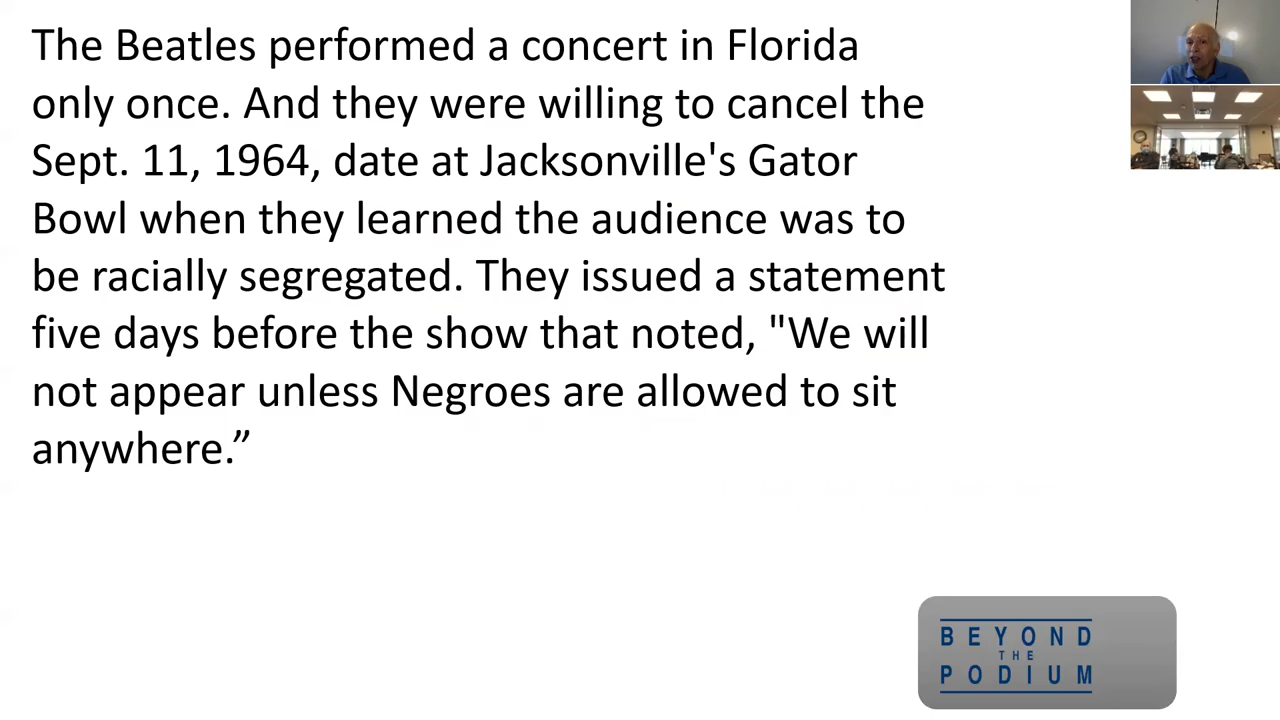 The Beatles performed a concert in Florida
only once. And they were willing to cancel the
Sept. 11, 1964, date at Jacksonville's Gator
Bowl when they learned the audience was to
be racially segregated. They issued a statement
five days before the show that noted, "We will
not appear unless Negroes are allowed to sit
anywhere.”
BEYOND
THE
PODIUM